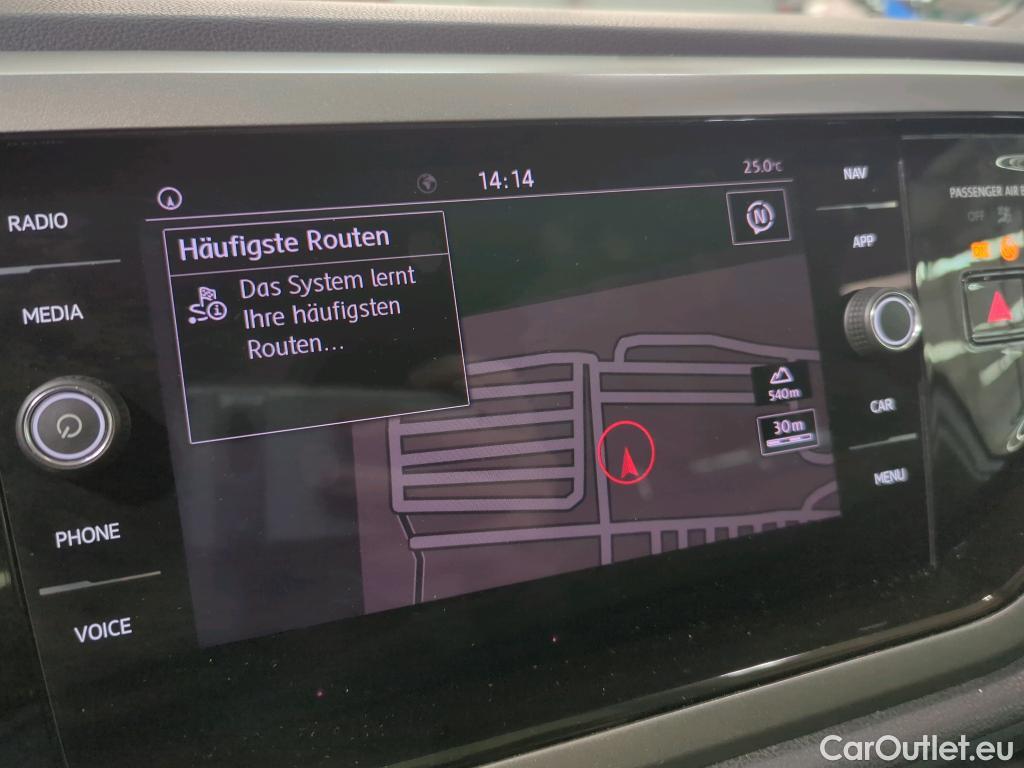 14:14
25.0°C
NAV
RADIO
Häufigste Routen
N
PASSENGER AIR B
OFF
Das System lernt
Ihre häufigsten
Routen...
APP
MEDIA
540m
30m
CAR
MENU
PHONE
VOICE
CarOutlet.eu